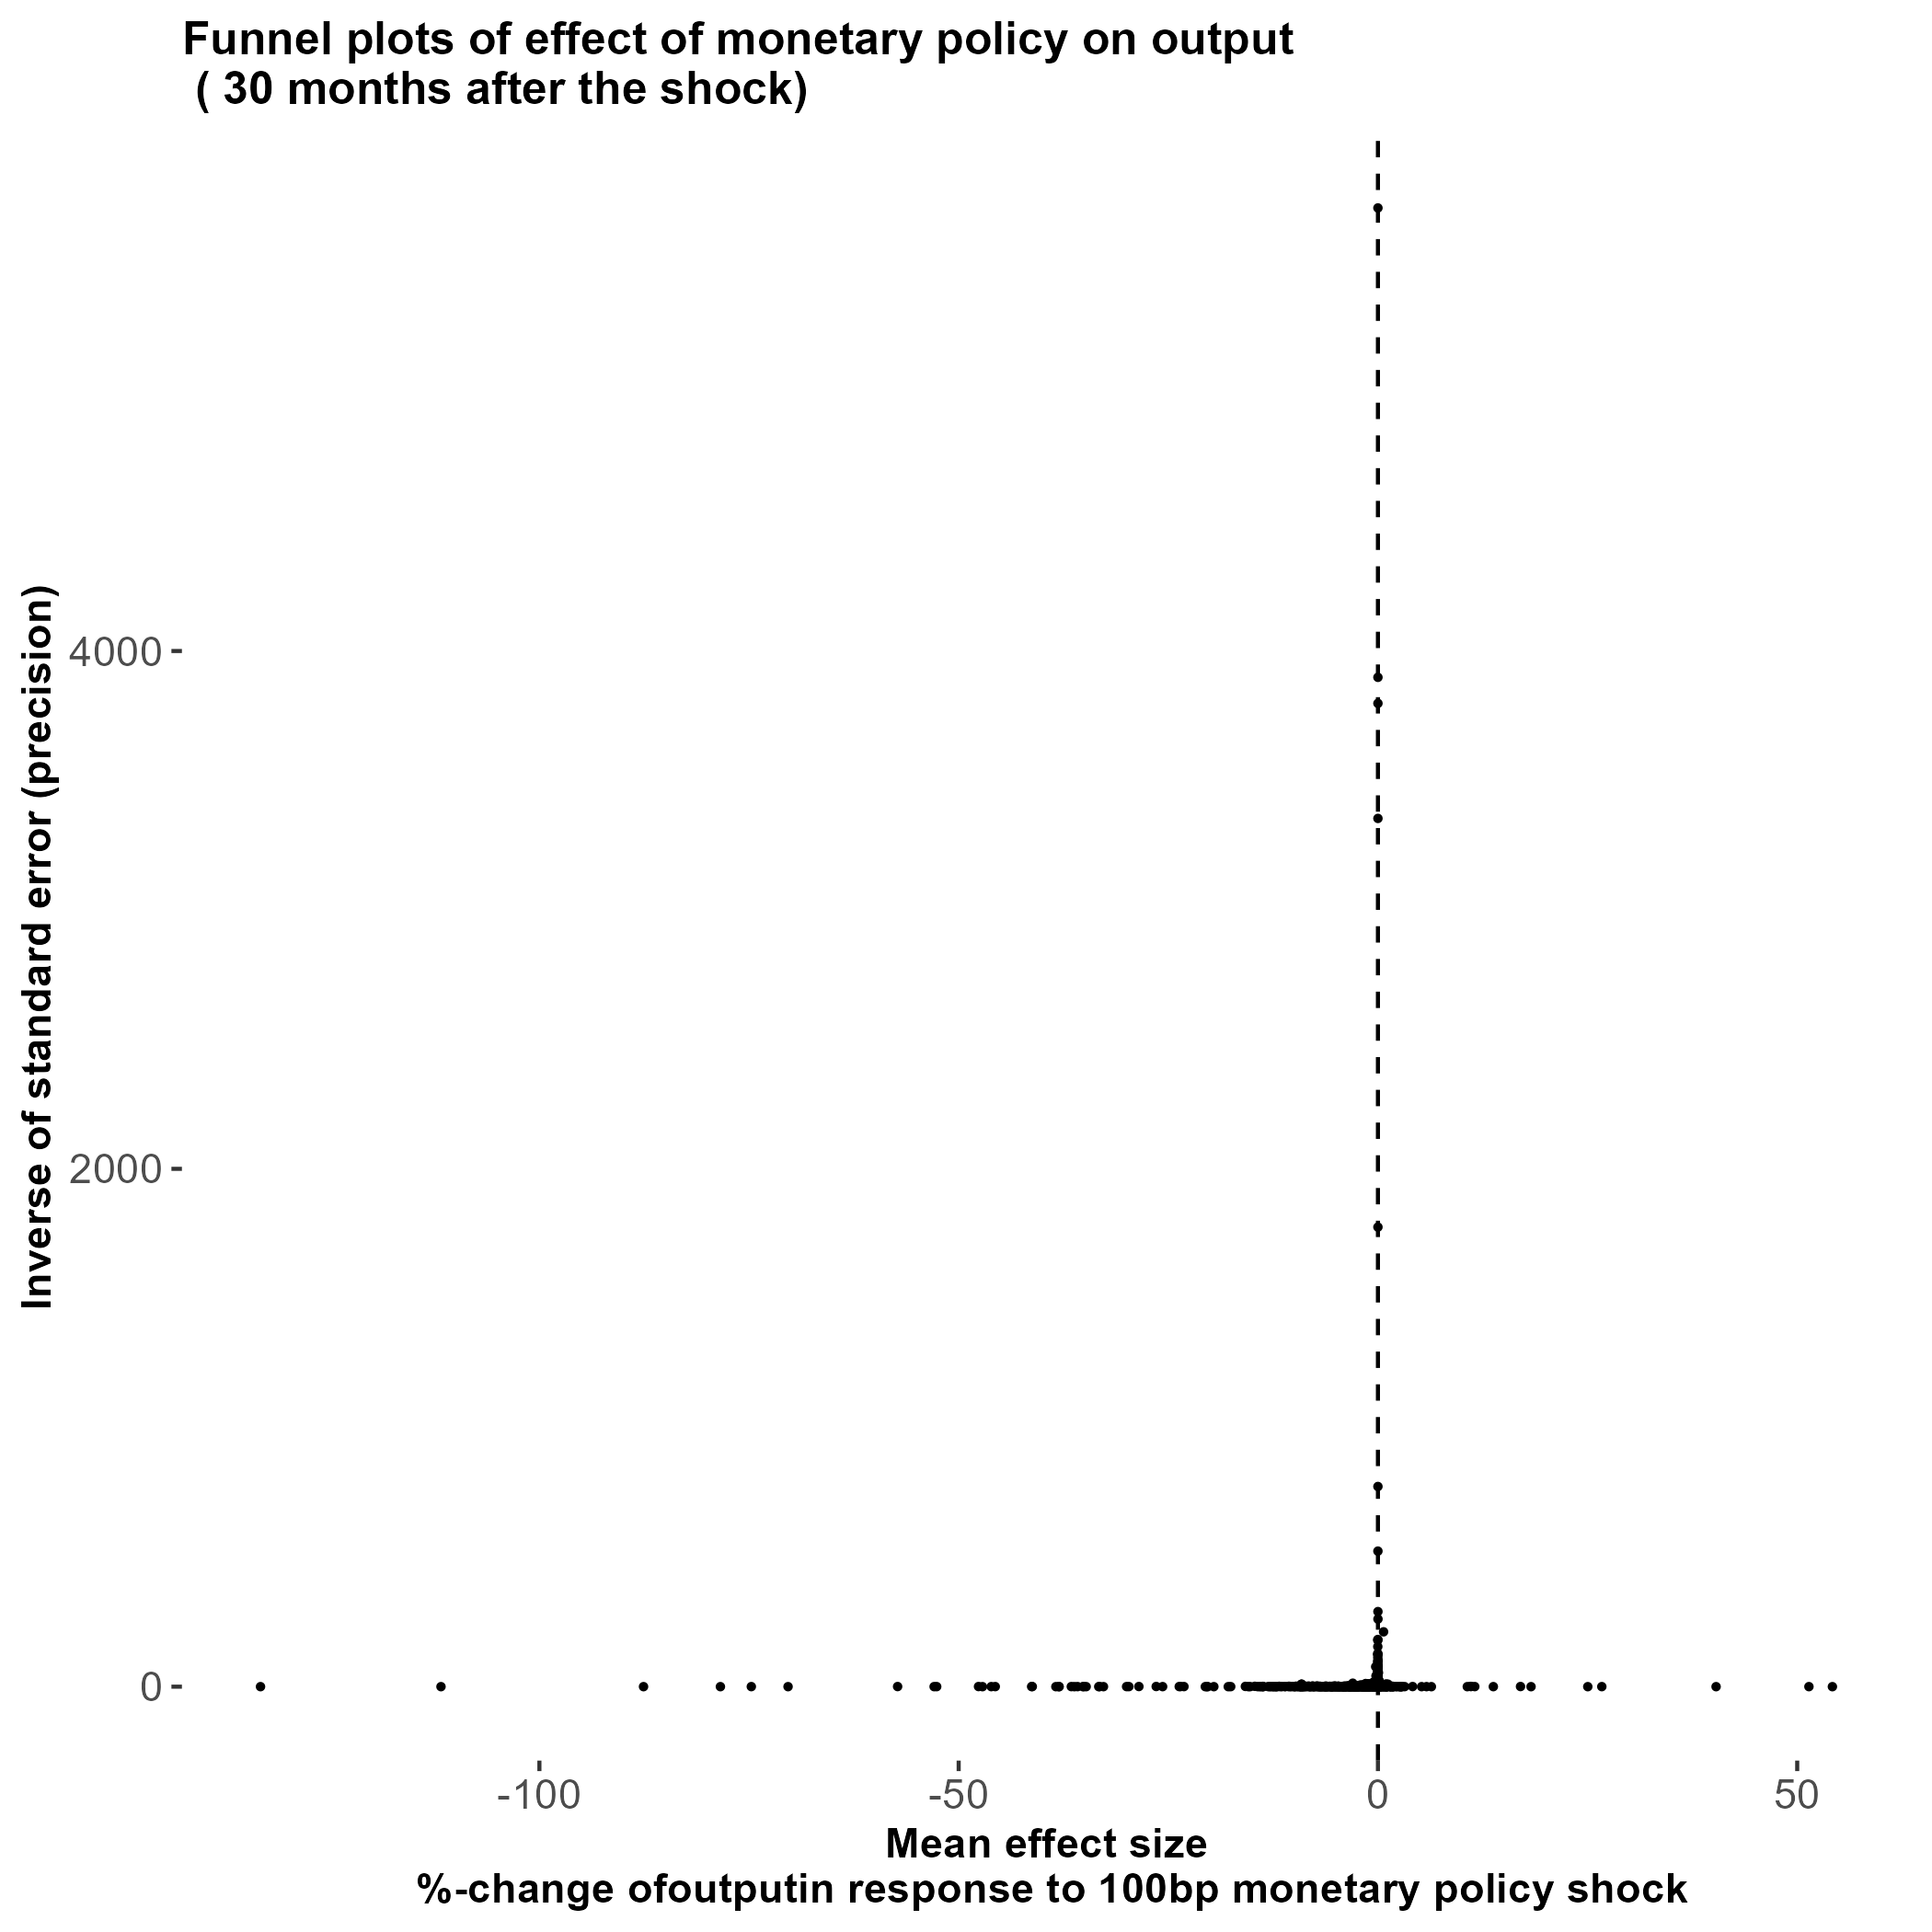 Funnel plots of effect of monetary policy on output
( 30 months after the shock)
Inverse of standard error (precision)
4000
2000
0
-100
-50
0
50
Mean effect size
%-change ofoutputin response to 100bp monetary policy shock